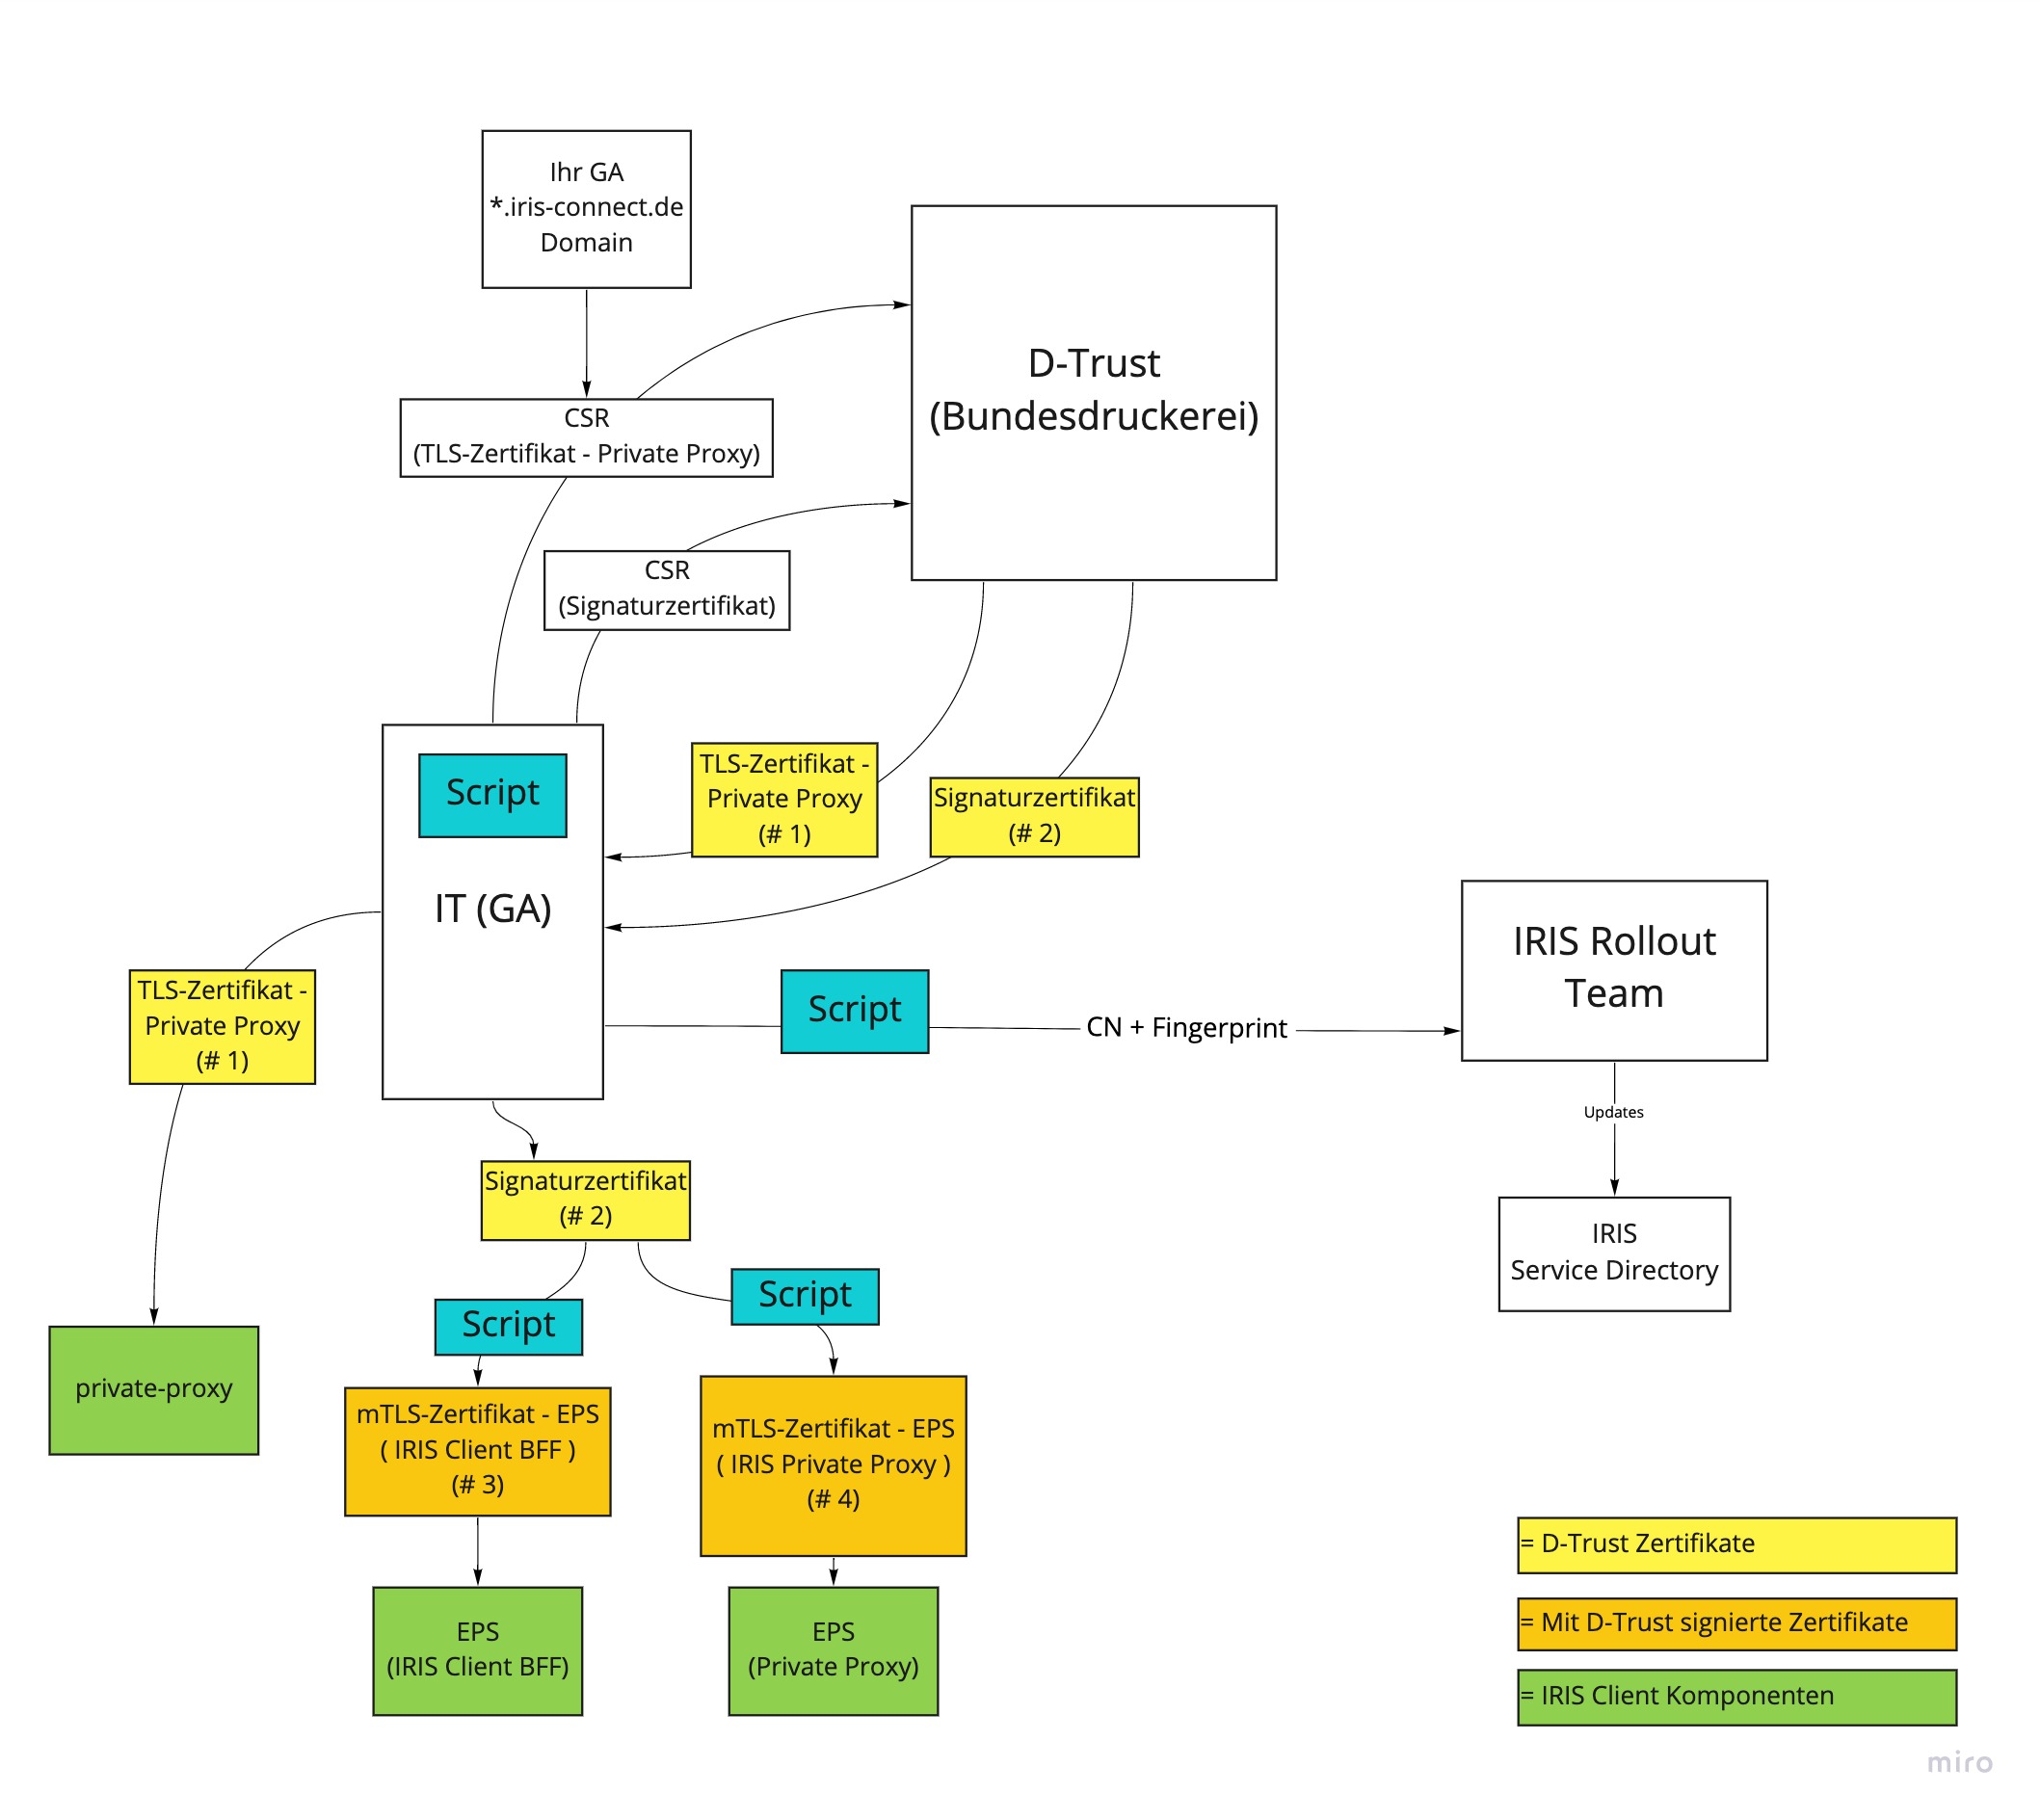 Ihr GA
*.iris-connect.de
Domain
D-Trust
(Bundesdruckerei)
CSR
(TLS-Zertifikat - Private Proxy)
CSR
(Signaturzertifikat)
Script
IT (GA)
TLS-Zertifikat -
Private Proxy
(# 1)
Signaturzertifikat
(# 2)
TLS-Zertifikat -
Private Proxy
(# 1)
Script
CN + Fingerprint
IRIS Rollout
Team
Updates
IRIS
Service Directory
Signaturzertifikat
(# 2)
Script
Script
private-proxy
mTLS-Zertifikat - EPS
( IRIS Client BFF )
(# 3)
mTLS-Zertifikat - EPS
( IRIS Private Proxy )
(# 4)
EPS
(IRIS Client BFF)
EPS
(Private Proxy)
= D-Trust Zertifikate
= Mit D-Trust signierte Zertifikate
= IRIS Client Komponenten
miro